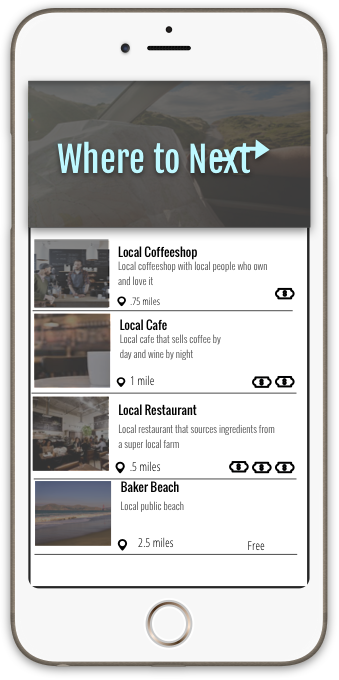 Where to Next
Local Coffeeshop
Local coffeeshop with local people who own
and love it
.75 miles
Local Cafe
Local cafe that sells coffee by
day and wine by night
1 mile
Local Restaurant
Local restaurant that sources ingredients from
a super local farm
.5 miles
Baker Beach
Local public beach
2.5 miles
Free